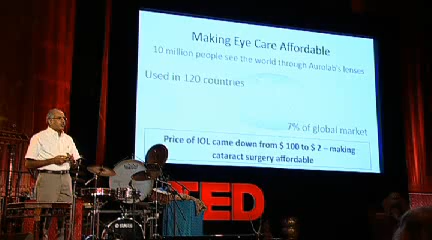 Making Eye Care Affordable
10 million people see the world through Aurolab's lenses
Used in 120 countries
7% of global market
Price of IOL came down from $ 100 to $ 2 – making
cataract surgery affordable
TED
YAMAHA